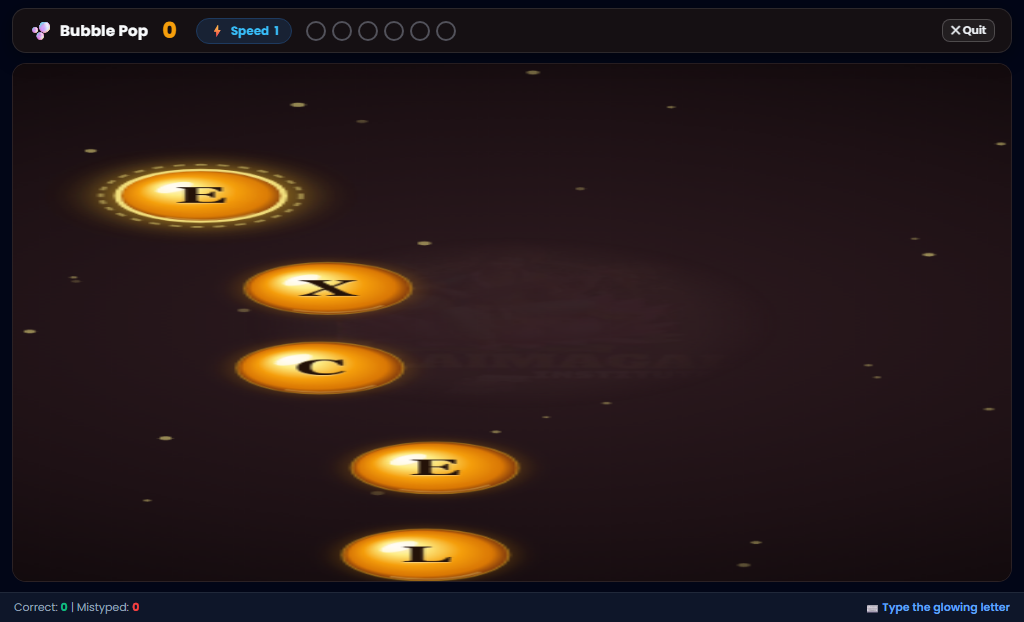 Bubble Pop 0 Speed 1 Quit
E
X
C
E
L
Correct: 0 | Mistyped: 0 Type the glowing letter